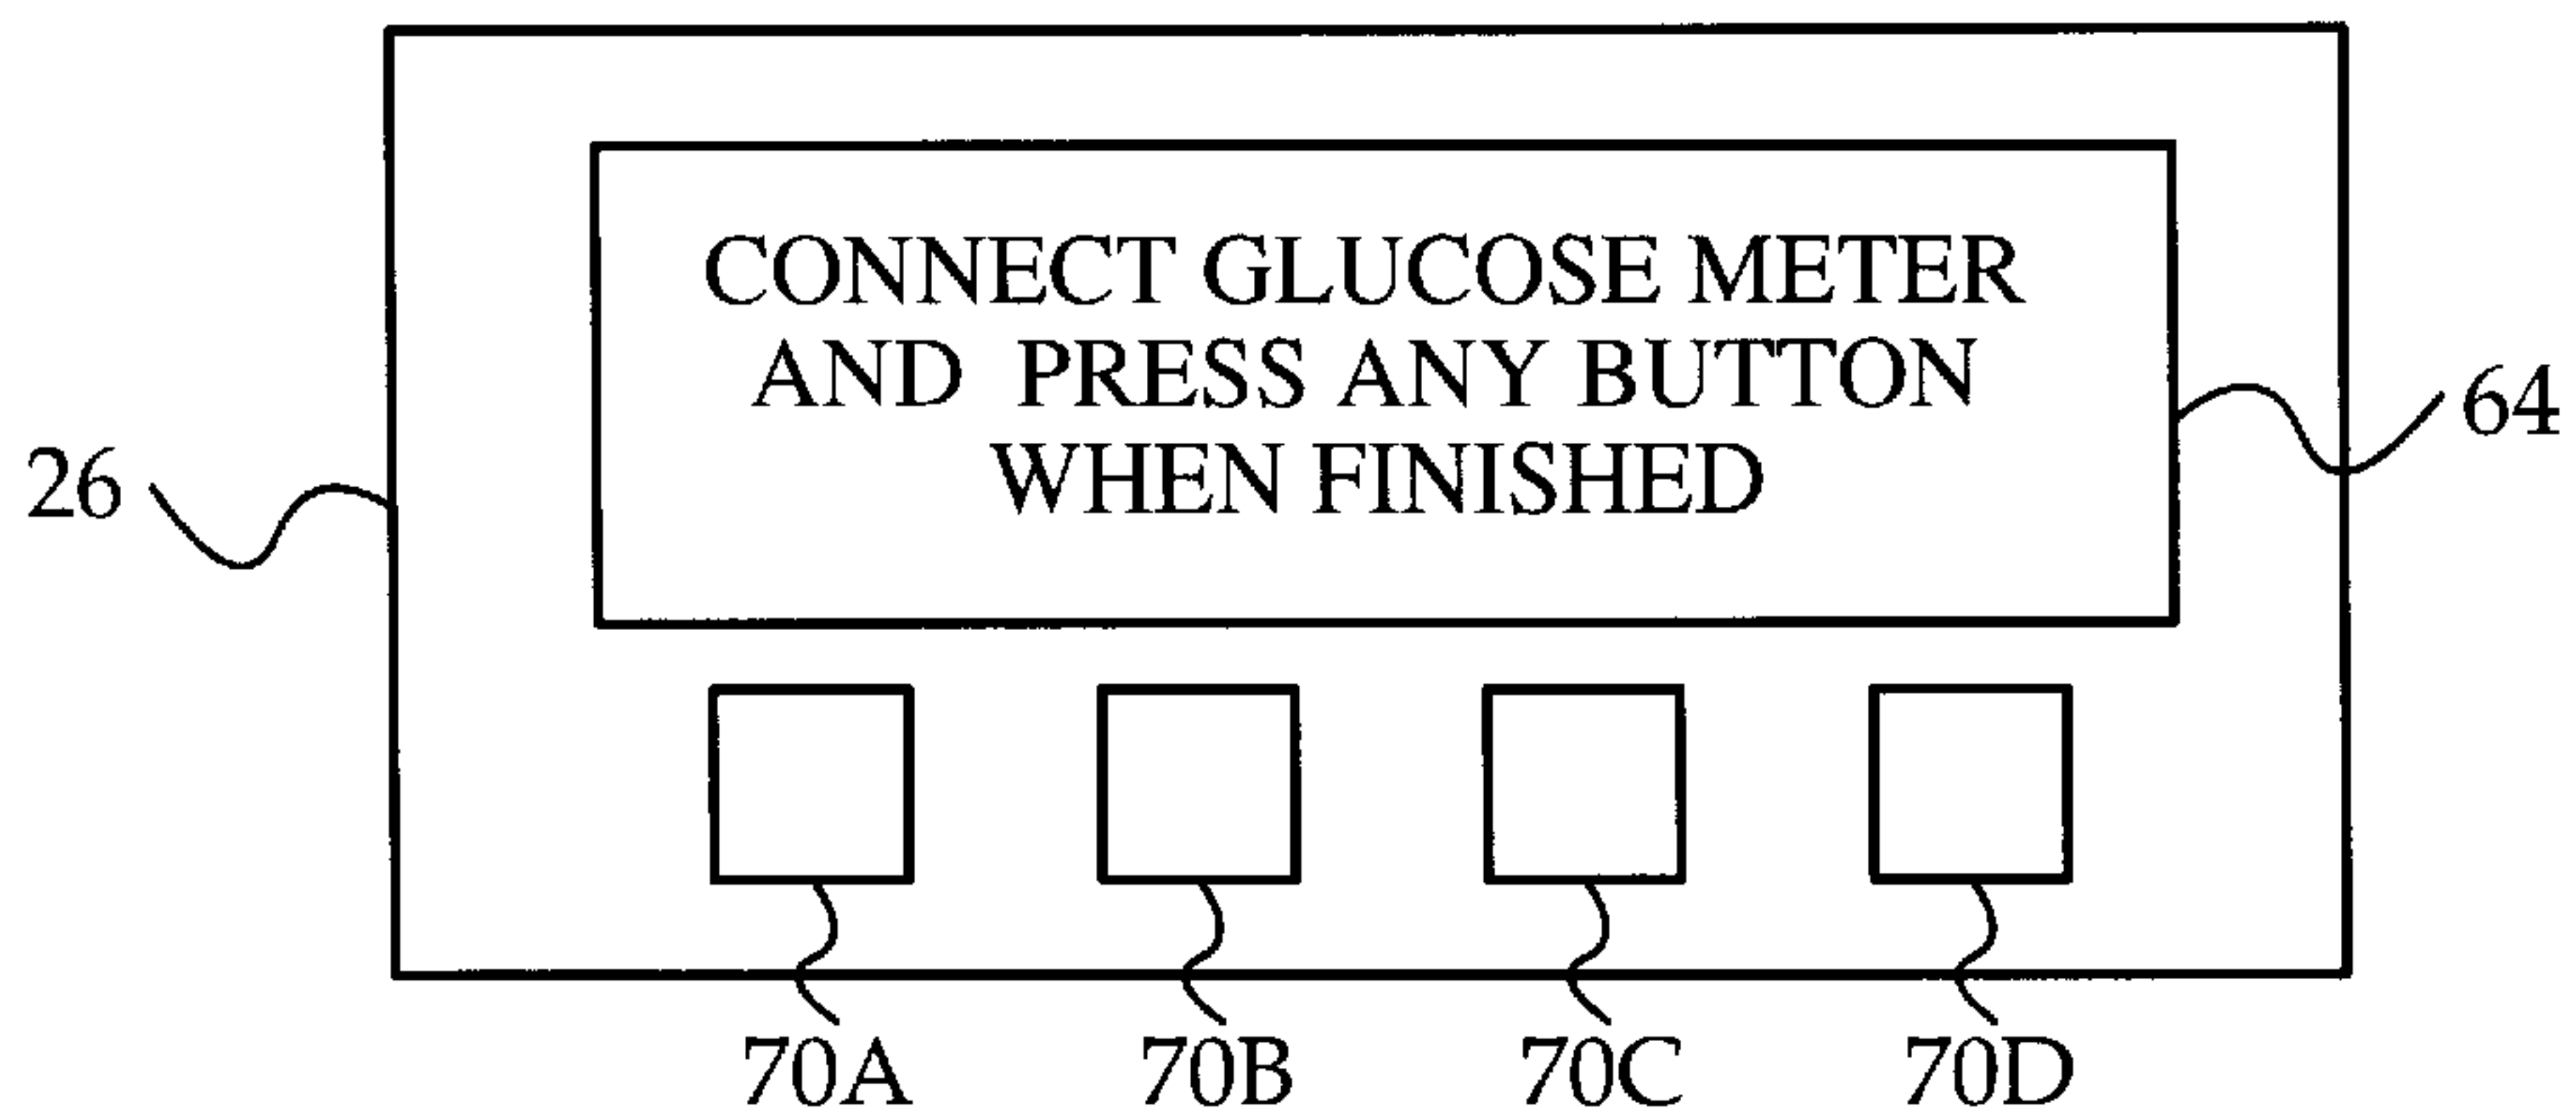 CONNECT GLUCOSE METER
AND PRESS ANY BUTTON
WHEN FINISHED
64
26
70A 70B 70C 70D